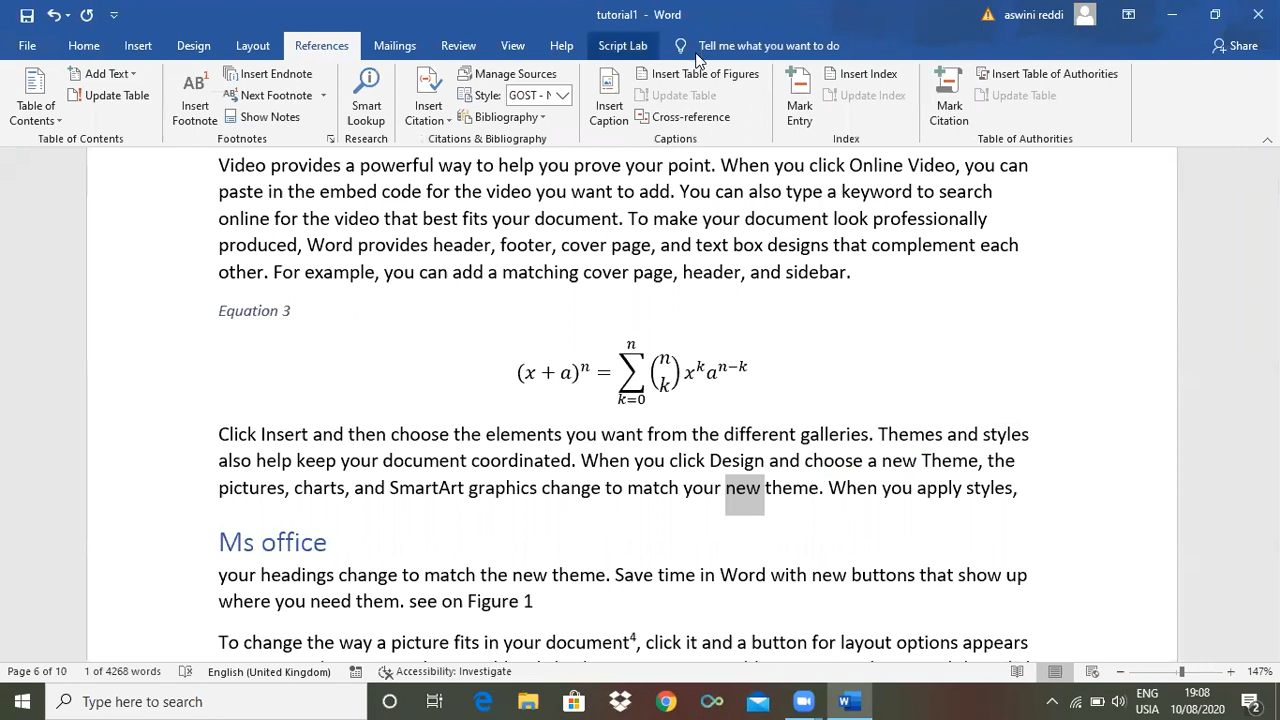 tutorial1 - Word
aswini reddi
File Home Insert Design Layout References Mailings Review View Help Script Lab Tell me what you want to do Share
Table of Contents
Add Text
Update Table
Table of Contents
AB1
Insert Footnote
Insert Endnote
Next Footnote
Show Notes
Footnotes
Smart Lookup
Research
Insert Citation
Manage Sources
Style: GOST - N
Bibliography
Citations & Bibliography
Insert Caption
Insert Table of Figures
Update Table
Cross-reference
Captions
Mark Entry
Insert Index
Update Index
Index
Mark Citation
Insert Table of Authorities
Update Table
Table of Authorities
Video provides a powerful way to help you prove your point. When you click Online Video, you can
paste in the embed code for the video you want to add. You can also type a keyword to search
online for the video that best fits your document. To make your document look professionally
produced, Word provides header, footer, cover page, and text box designs that complement each
other. For example, you can add a matching cover page, header, and sidebar.
Equation 3
(x + a)^n = ∑_{k=0}^{n} (n k) x^k a^{n−k}
Click Insert and then choose the elements you want from the different galleries. Themes and styles
also help keep your document coordinated. When you click Design and choose a new Theme, the
pictures, charts, and SmartArt graphics change to match your new theme. When you apply styles,
Ms office
your headings change to match the new theme. Save time in Word with new buttons that show up
where you need them. see on Figure 1
To change the way a picture fits in your document⁴, click it and a button for layout options appears
Page 6 of 10 1 of 4268 words English (United Kingdom) Accessibility: Investigate 147%
Type here to search
ENG
USIA
19:08
10/08/2020
2